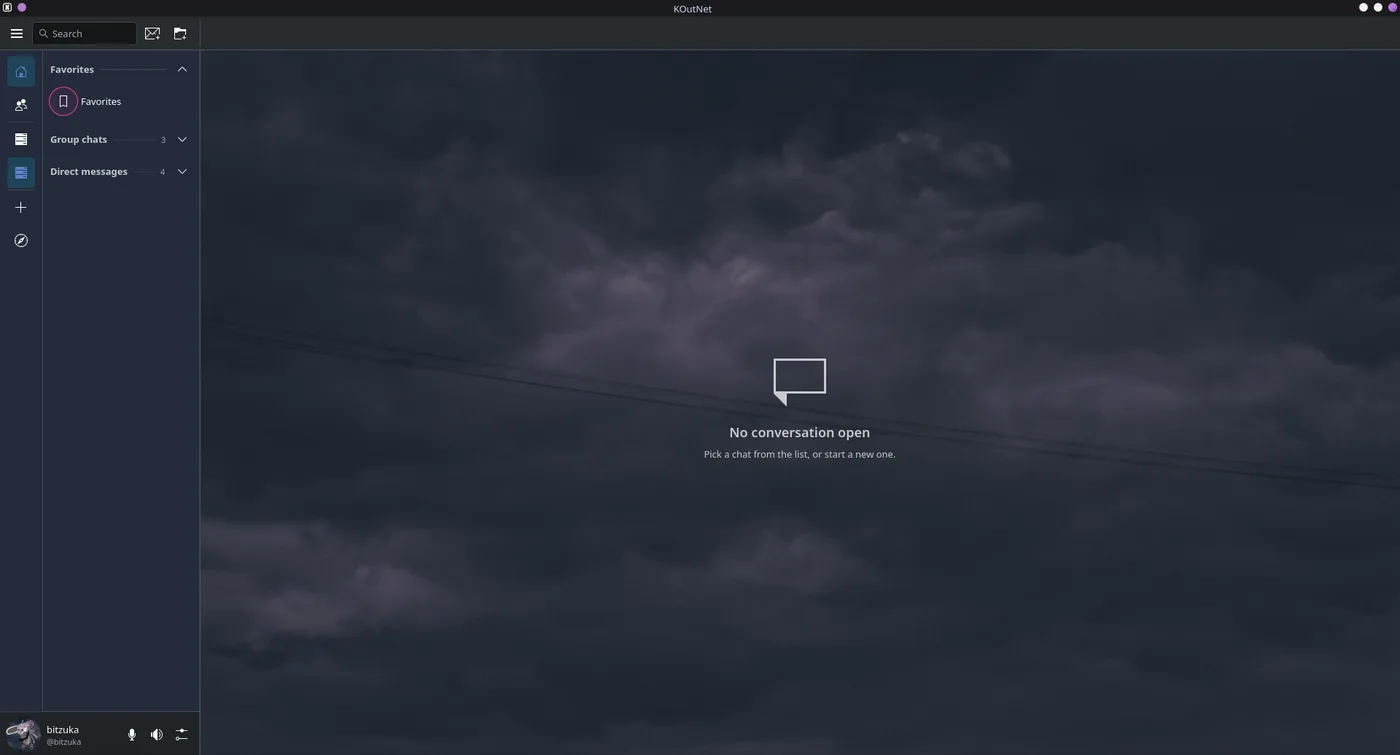 KOutNet
Search
Favorites
Favorites
Group chats 3
Direct messages 4
No conversation open
Pick a chat from the list, or start a new one.
bitzuka
@bitzuka